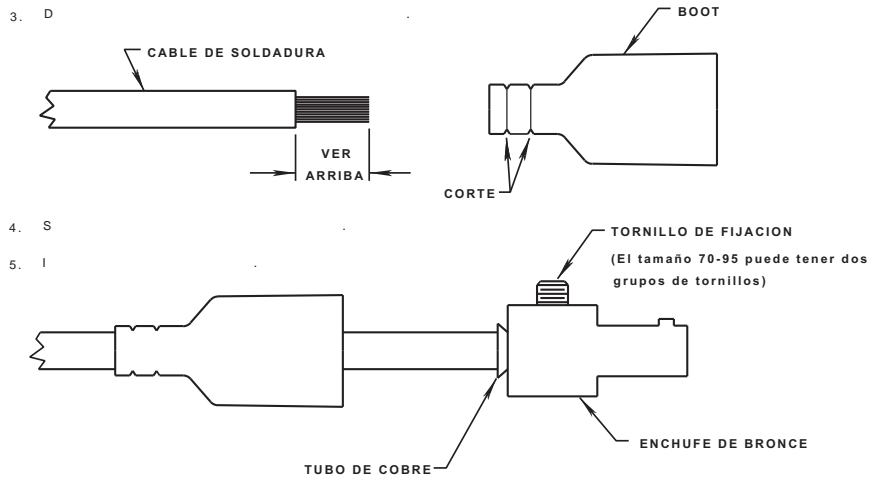 3. D .
BOOT
CABLE DE SOLDADURA
VER
ARRIBA
CORTE
4. S .
TORNILLO DE FIJACION
(El tamaño 70-95 puede tener dos
grupos de tornillos)
5. I .
ENCHUFE DE BRONCE
TUBO DE COBRE